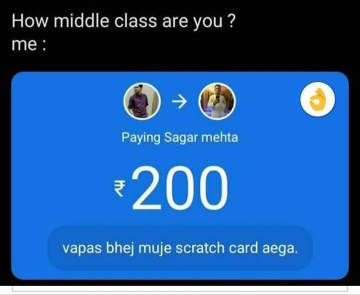 How middle class are you ?
me :
Paying Sagar mehta
₹200
vapas bhej muje scratch card aega.